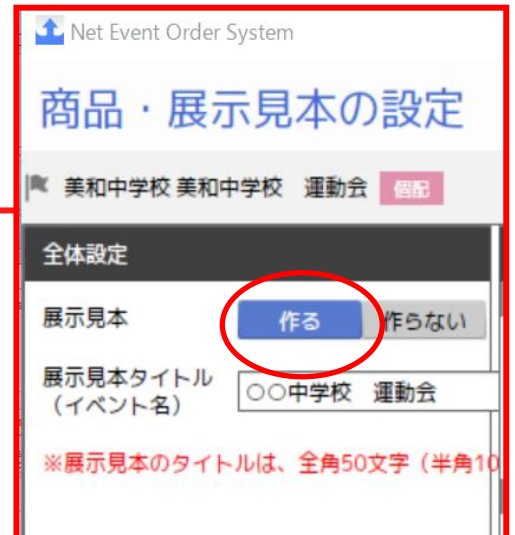 Net Event Order System
商品・展示見本の設定
美和中学校 美和中学校　運動会 個配
全体設定
展示見本 作る 作らない
展示見本タイトル ○○中学校　運動会
（イベント名）
※展示見本のタイトルは、全角50文字（半角10